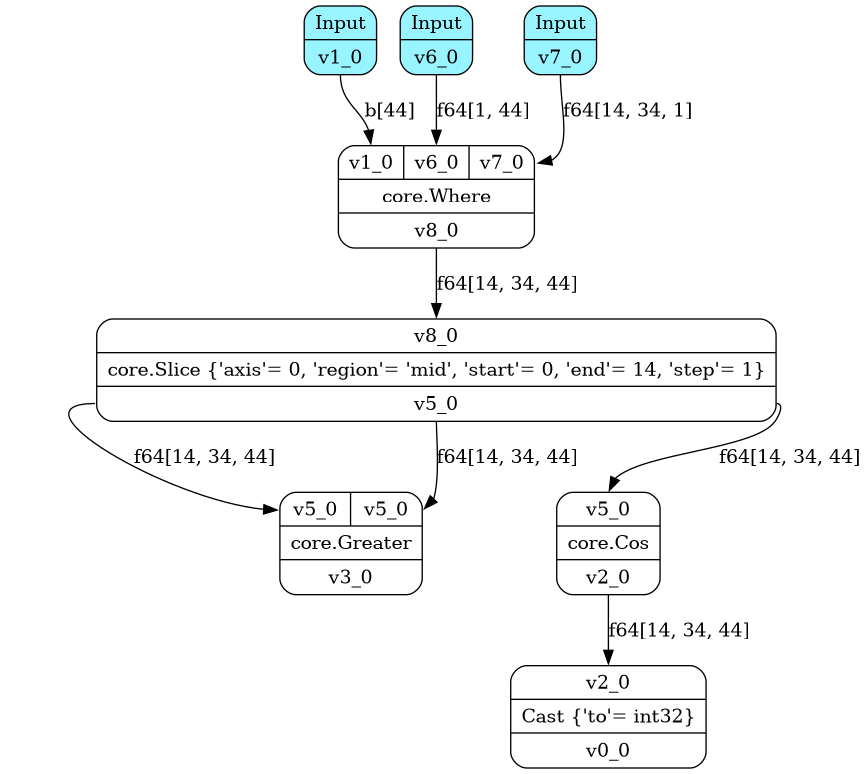 Input Input Input
v1_0 v6_0 v7_0
b[44] f64[1, 44] f64[14, 34, 1]
v1_0 v6_0 v7_0
core.Where
v8_0
f64[14, 34, 44]
v8_0
core.Slice {'axis'= 0, 'region'= 'mid', 'start'= 0, 'end'= 14, 'step'= 1}
v5_0
f64[14, 34, 44] f64[14, 34, 44] f64[14, 34, 44]
v5_0 v5_0 v5_0
core.Greater core.Cos
v3_0 v2_0
f64[14, 34, 44]
v2_0
Cast {'to'= int32}
v0_0